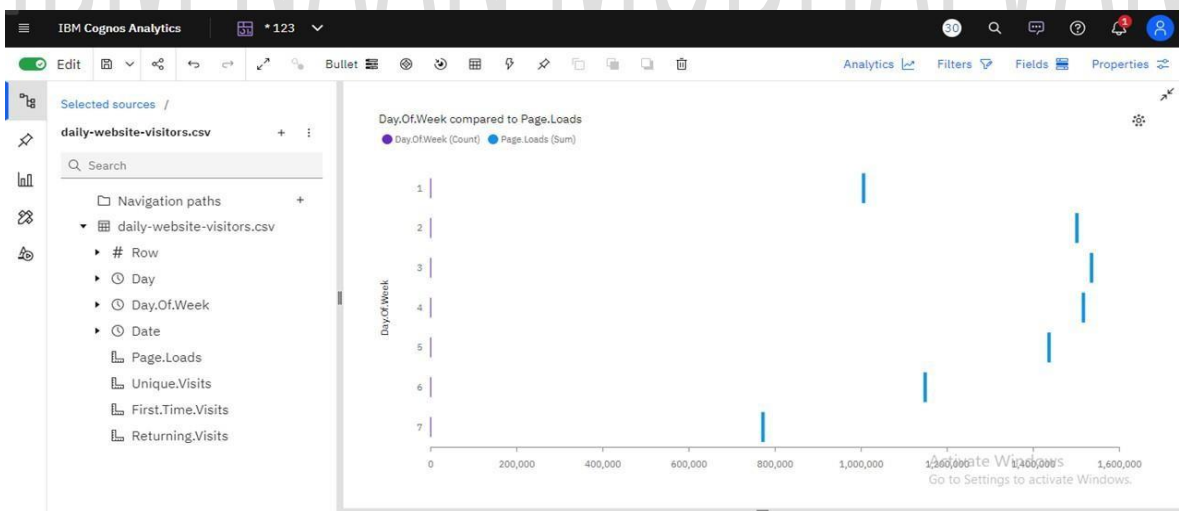 IBM Cognos Analytics
* 123
30
1
Edit
Bullet
Analytics
Filters
Fields
Properties
Selected sources /
daily-website-visitors.csv
Search
Navigation paths
daily-website-visitors.csv
# Row
Day
Day.Of.Week
Date
Page.Loads
Unique.Visits
First.Time.Visits
Returning.Visits
Day.Of.Week compared to Page.Loads
Day.Of.Week (Count) Page.Loads (Sum)
Day.Of.Week
1
2
3
4
5
6
7
0 200,000 400,000 600,000 800,000 1,000,000 1,200,000 1,400,000 1,600,000
Activate Windows
Go to Settings to activate Windows.